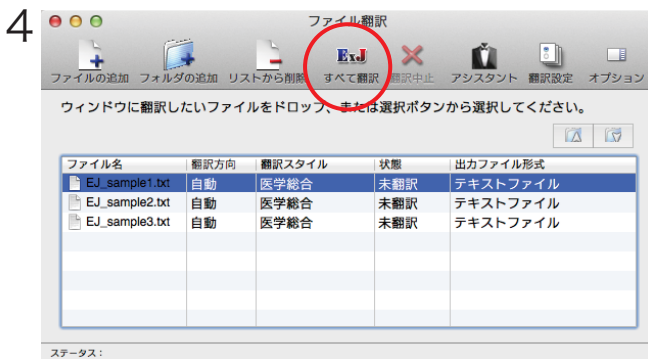 4
ファイル翻訳
ExJ
ファイルの追加 フォルダの追加 リストから削除 すべて翻訳 翻訳中止 アシスタント 翻訳設定 オプション
ウィンドウに翻訳したいファイルをドロップ、または選択ボタンから選択してください。
ファイル名 翻訳方向 翻訳スタイル 状態 出力ファイル形式
EJ_sample1.txt 自動 医学総合 未翻訳 テキストファイル
EJ_sample2.txt 自動 医学総合 未翻訳 テキストファイル
EJ_sample3.txt 自動 医学総合 未翻訳 テキストファイル
ステータス：